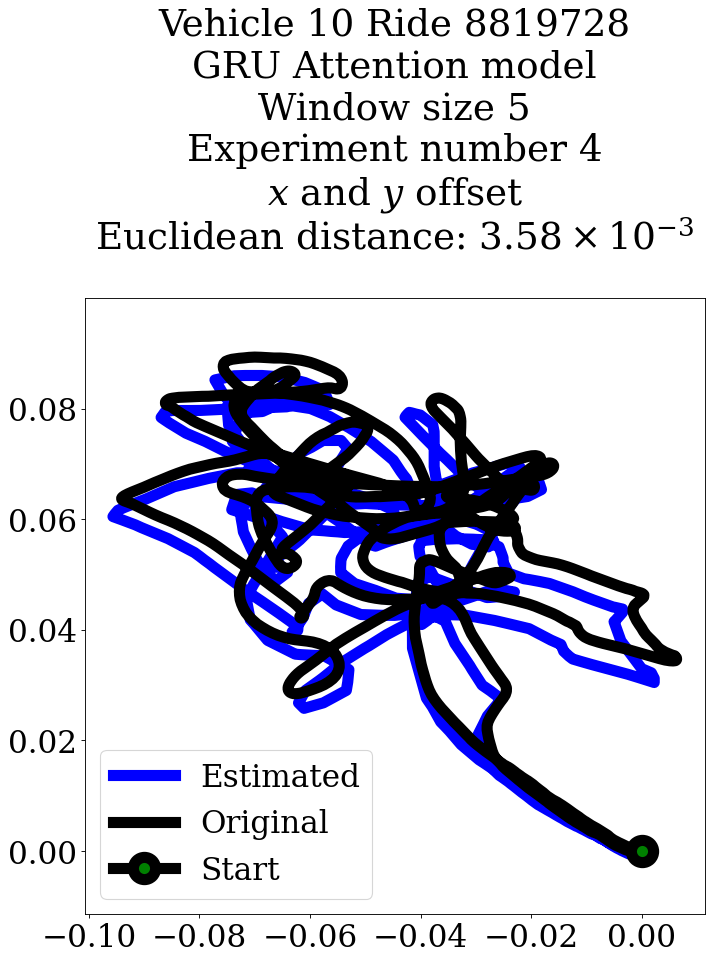 Vehicle 10 Ride 8819728
GRU Attention model
Window size 5
Experiment number 4
x and y offset
Euclidean distance: 3.58 × 10⁻³
0.08
0.06
0.04
0.02
0.00
Estimated
Original
Start
−0.10 −0.08 −0.06 −0.04 −0.02 0.00